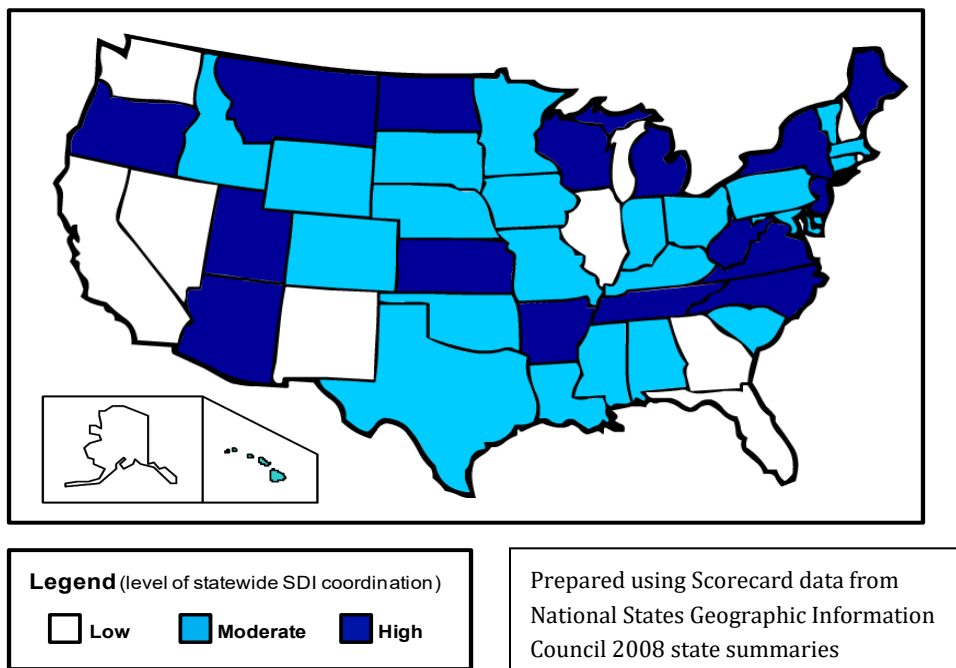 Legend (level of statewide SDI coordination)
Low Moderate High
Prepared using Scorecard data from
National States Geographic Information
Council 2008 state summaries